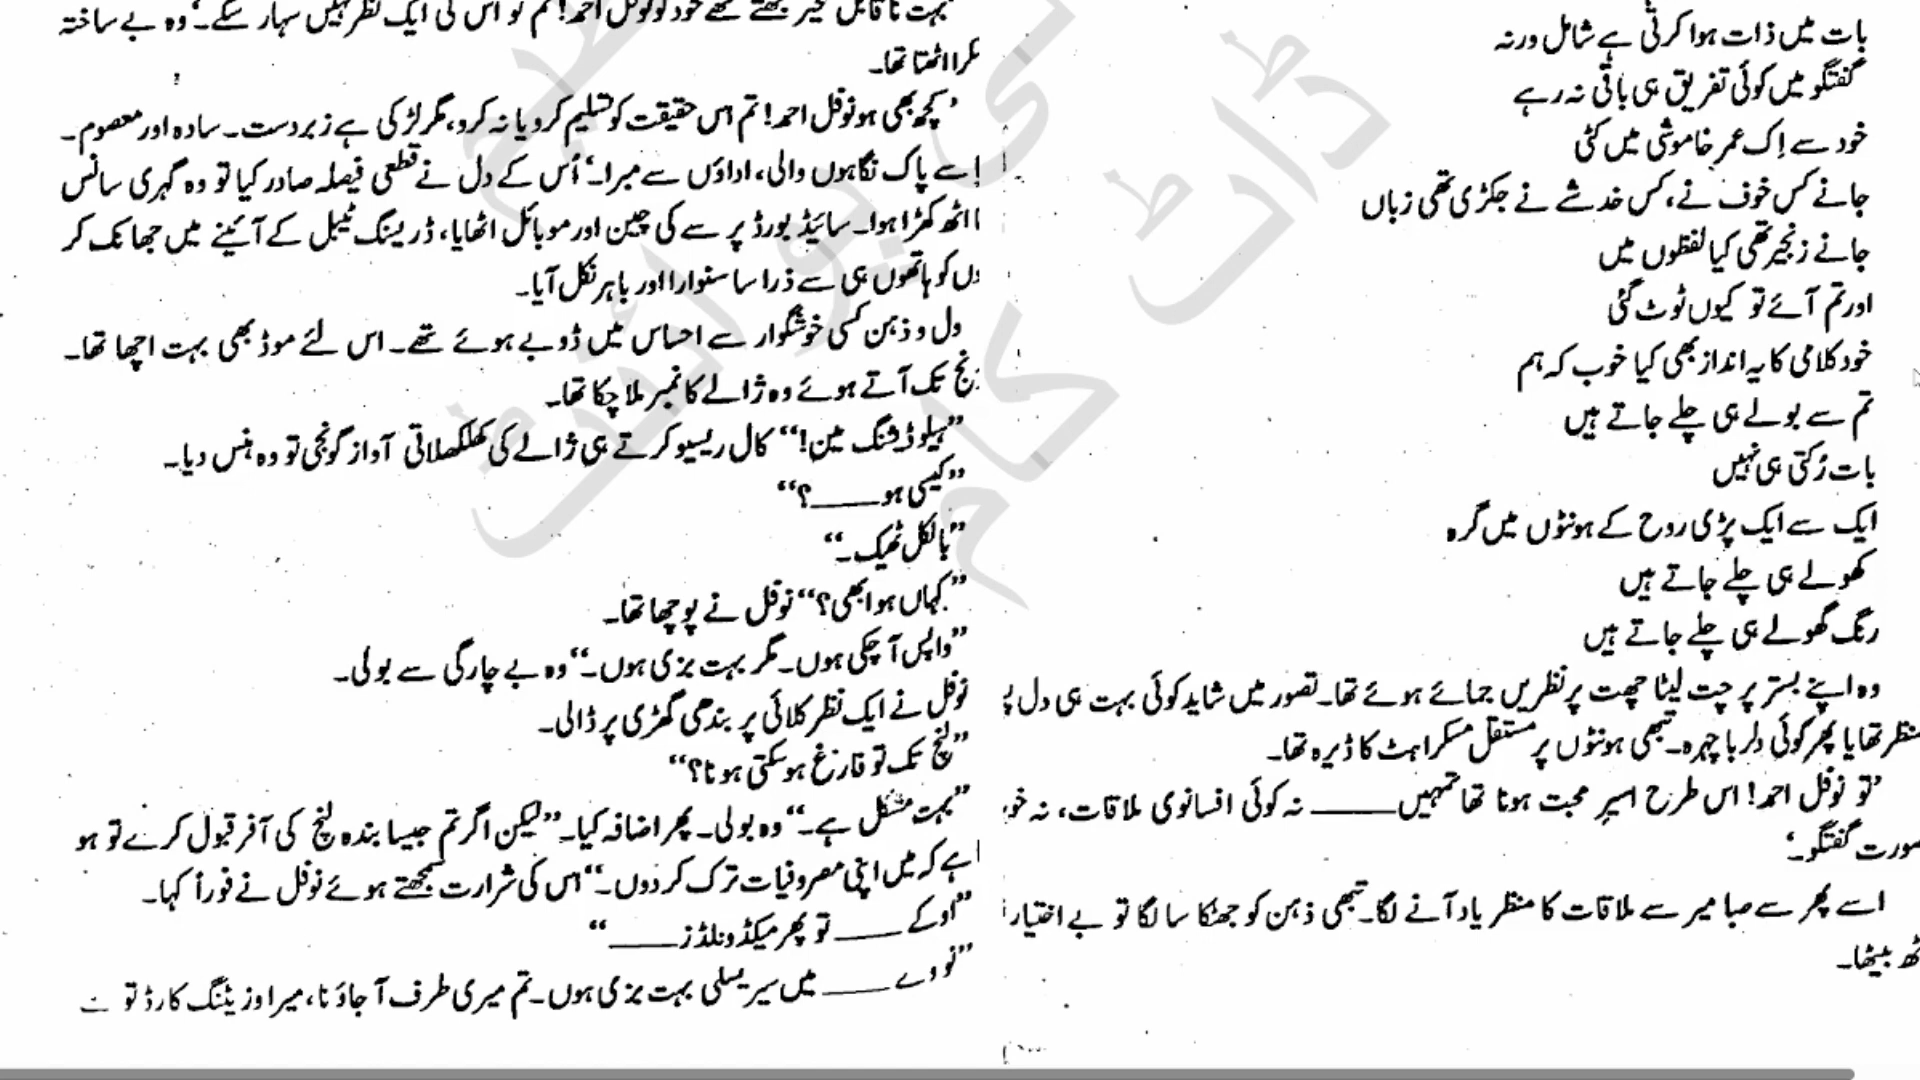 بات میں ذات ہوا کرتی ہے شامل ورنہ
گفتگو میں کوئی تفریق ہی باقی نہ رہے
خود سے اِک عمر خاموشی میں کٹی
جانے کس خوف نے، کس خدشے نے جکڑی تھی زباں
جانے زنجیر تھی کیا لفظوں میں
اور تم آئے تو کیوں ٹوٹ گئی
خود کلامی کا یہ انداز بھی کیا خوب کہ ہم
تم سے بولے ہی چلے جاتے ہیں
بات رُکتی ہی نہیں
ایک سے ایک پڑی روح کے ہونٹوں میں گرہ
کھولے ہی چلے جاتے ہیں
رنگ گھولے ہی چلے جاتے ہیں
وہ اپنے بستر پر چت لیٹا چھت پر نظریں جمائے ہوئے تھا۔ تصور میں شاید کوئی بہت ہی دل
منظر تھا یا پھر کوئی دلربا چہرہ۔ تبھی ہونٹوں پر مستقل مسکراہٹ کا ڈیرہ تھا۔
’تو نوفل احمد! اس طرح اسیرِ محبت ہونا تھا تمہیں ____ نہ کوئی افسانوی ملاقات، نہ
صورت گفتگو۔‘
اسے پھر سے صبا میر سے ملاقات کا منظر یاد آنے لگا۔ تبھی ذہن کو جھٹکا سا لگا تو بے اختیار
ٹھ بیٹھا۔
خود کو نوفل احمد! تم تو اس کی ایک نظر نہیں سہار سکے۔‘ وہ بے ساختہ
کرا اٹھتا تھا۔
’کچھ بھی ہو نوفل احمد! تم اس حقیقت کو تسلیم کرو یا نہ کرو، مگر لڑکی ہے زبردست۔ سادہ اور معصوم۔
سے پاک نگاہوں والی، اداؤں سے مبرا۔‘ اُس کے دل نے قطعی فیصلہ صادر کیا تو وہ گہری سانس
اٹھ کھڑا ہوا۔ سائیڈ بورڈ پر سے کی چین اور موبائل اٹھایا، ڈریسنگ ٹیبل کے آئینے میں جھانک کر
وں کو ہاتھوں ہی سے ذرا سا سنوارا اور باہر نکل آیا۔
دل و ذہن کسی خوشگوار سے احساس میں ڈوبے ہوئے تھے۔ اس لئے موڈ بھی بہت اچھا تھا۔
تک آتے ہوئے وہ ژالے کا نمبر ملا چکا تھا۔
”ہیلو ڈیشنگ مین!“ کال ریسیو کرتے ہی ژالے کی کھلکھلاتی آواز گونجی تو وہ ہنس دیا۔
”کیسی ہو____؟“
”بالکل ٹھیک۔“
”کہاں ہو ابھی؟“ نوفل نے پوچھا تھا۔
”واپس آ چکی ہوں۔ مگر بہت بزی ہوں۔“ وہ بے چارگی سے بولی۔
نوفل نے ایک نظر کلائی پر بندھی گھڑی پر ڈالی۔
”لنچ تک تو فارغ ہو سکتی ہو نا؟“
”بہت مشکل ہے۔“ وہ بولی۔ پھر اضافہ کیا۔ ”لیکن اگر تم جیسا بندہ لنچ کی آفر قبول کرے تو ہو
ہے کہ میں اپنی مصروفیات ترک کر دوں۔“ اس کی شرارت سمجھتے ہوئے نوفل نے فوراً کہا۔
”اوکے ____ تو پھر میکڈونلڈز ____“
”نو وے ____ میں سیریسلی بہت بزی ہوں۔ تم میری طرف آ جاؤ نا، میرا وزیٹنگ کارڈ تو